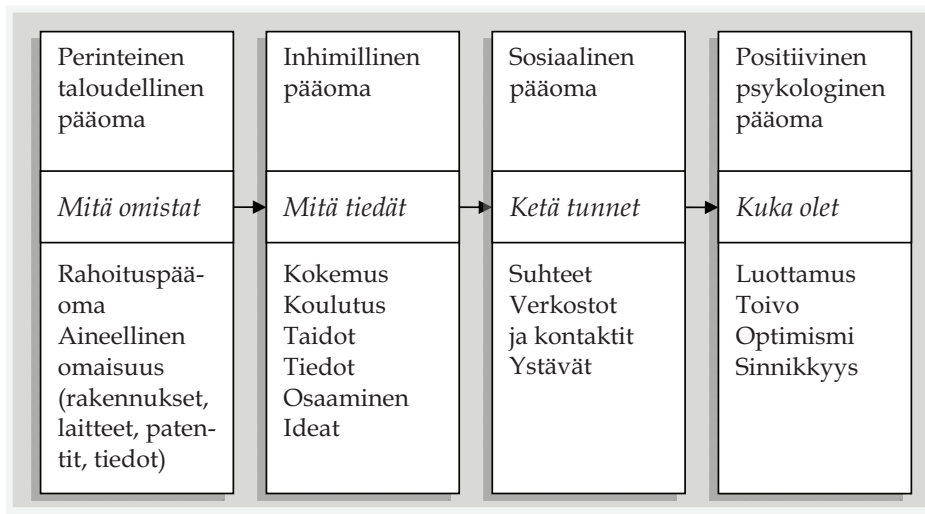 Perinteinen
taloudellinen
pääoma
Mitä omistat
Rahoituspää-
oma
Aineellinen
omaisuus
(rakennukset,
laitteet, paten-
tit, tiedot)
Inhimillinen
pääoma
Mitä tiedät
Kokemus
Koulutus
Taidot
Tiedot
Osaaminen
Ideat
Sosiaalinen
pääoma
Ketä tunnet
Suhteet
Verkostot
ja kontaktit
Ystävät
Positiivinen
psykologinen
pääoma
Kuka olet
Luottamus
Toivo
Optimismi
Sinnikkyys